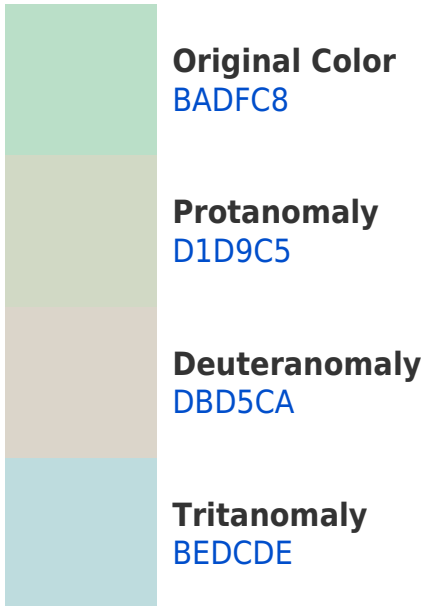 Original Color
BADFC8
Protanomaly
D1D9C5
Deuteranomaly
DBD5CA
Tritanomaly
BEDCDE